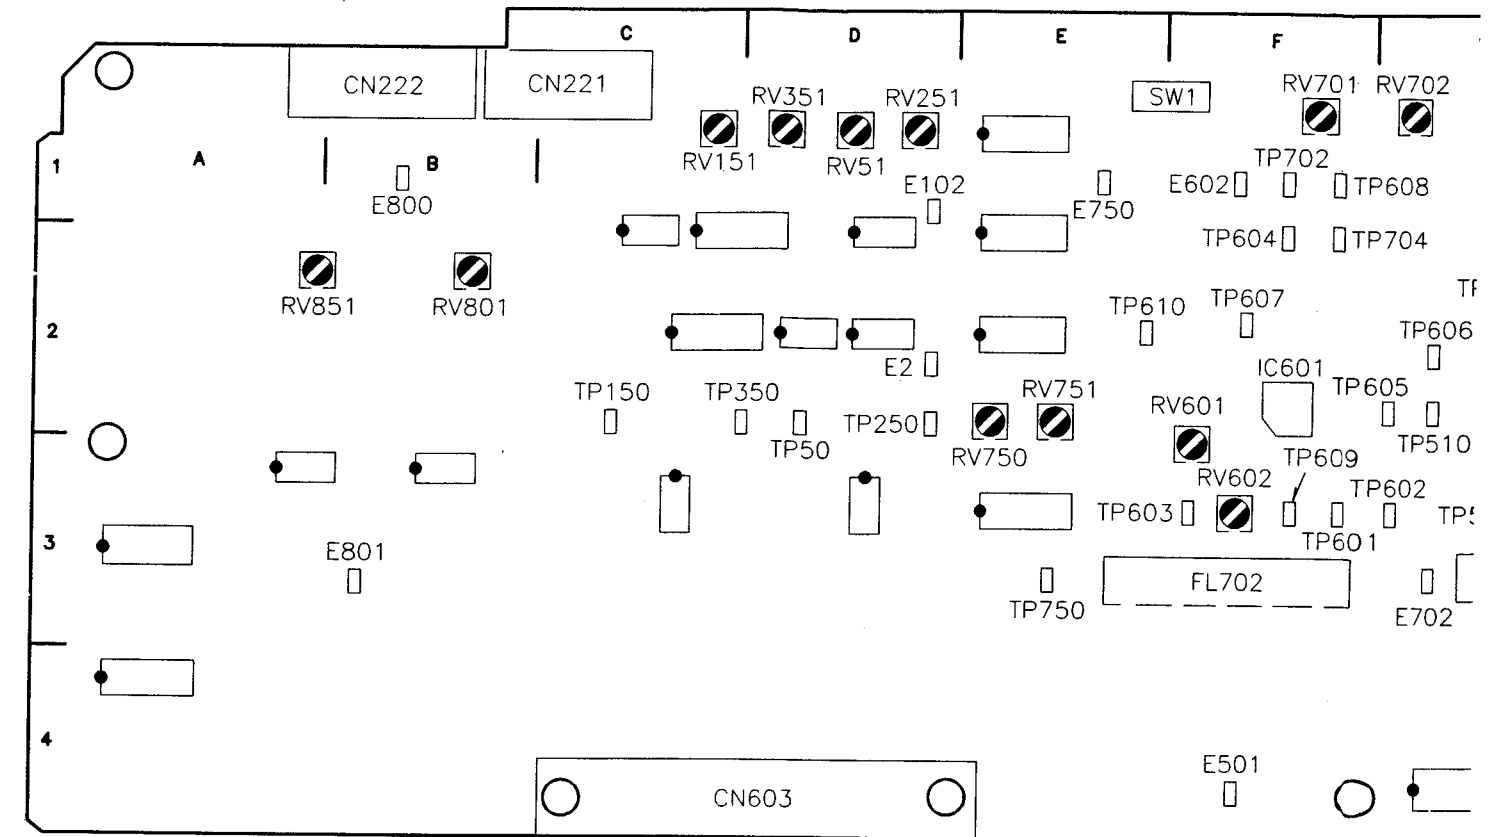 C D E F
CN222 CN221 RV351 RV251 SW1 RV701 RV702
1 A B RV151 RV51 TP702
E800 E102 E750 E602 TP608
TP604 TP704
RV851 RV801
2 TP610 TP607 TP606
E2 IC601
TP150 TP350 RV751 TP605
TP50 TP250 RV601 TP510
RV750 TP609
RV602 TP602
3 TP603 TP601
E801
FL702
TP750 E702
4
E501
CN603